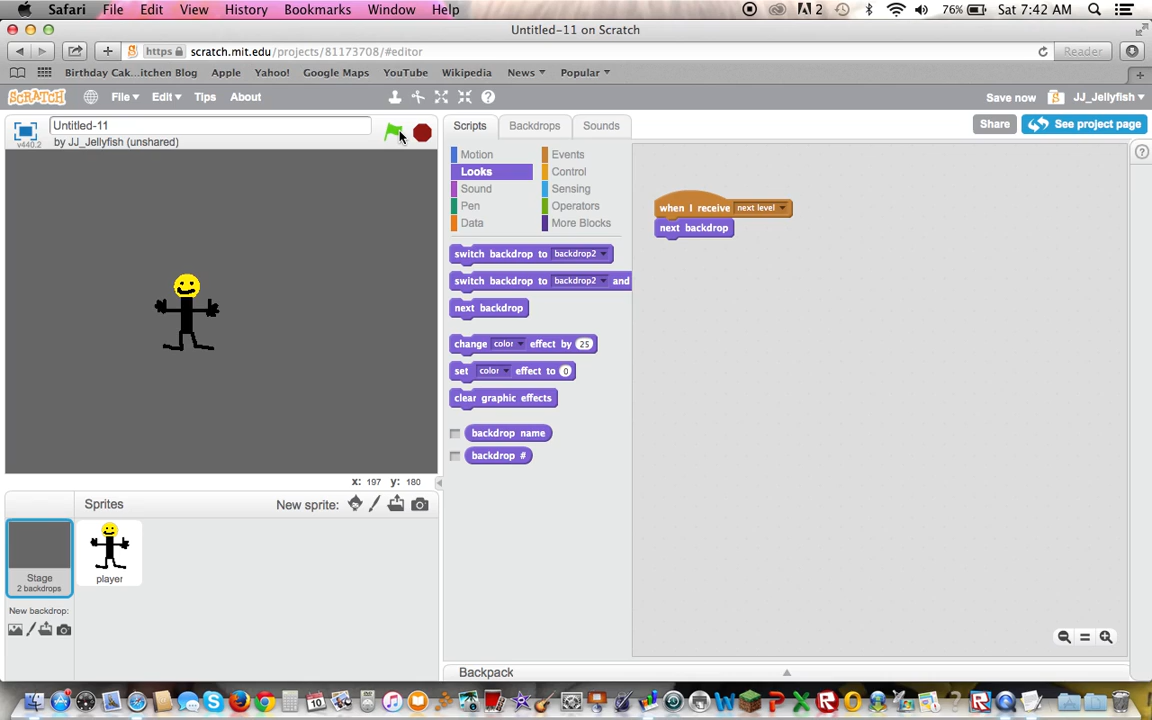 Safari File Edit View History Bookmarks Window Help 2 76% Sat 7:42 AM
Untitled-11 on Scratch
https scratch.mit.edu/projects/81173708/#editor Reader
Birthday Cak...itchen Blog Apple Yahoo! Google Maps YouTube Wikipedia News Popular
SCRATCH File Edit Tips About Save now JJ_Jellyfish
Untitled-11
v440.2 by JJ_Jellyfish (unshared)
Scripts Backdrops Sounds
Share See project page
Motion Events
Looks Control
Sound Sensing
Pen Operators
Data More Blocks
switch backdrop to backdrop2
switch backdrop to backdrop2 and
next backdrop
change color effect by 25
set color effect to 0
clear graphic effects
backdrop name
backdrop #
when I receive next level
next backdrop
x: 197 y: 180
Sprites New sprite:
Stage
2 backdrops
player
New backdrop:
Backpack